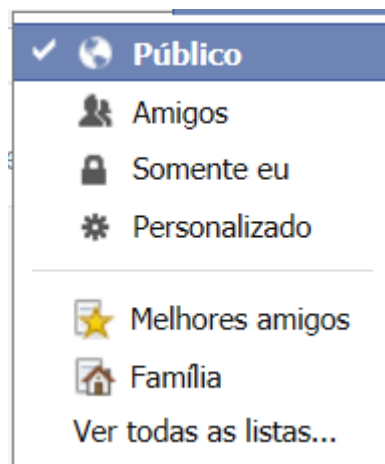 Público
Amigos
Somente eu
Personalizado
Melhores amigos
Família
Ver todas as listas...